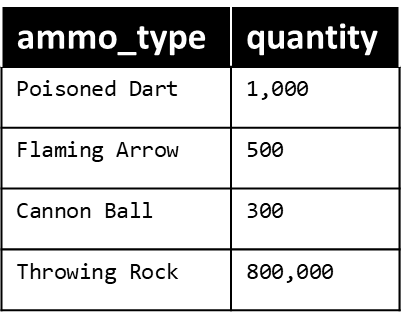 ammo_type quantity
Poisoned Dart 1,000
Flaming Arrow 500
Cannon Ball 300
Throwing Rock 800,000